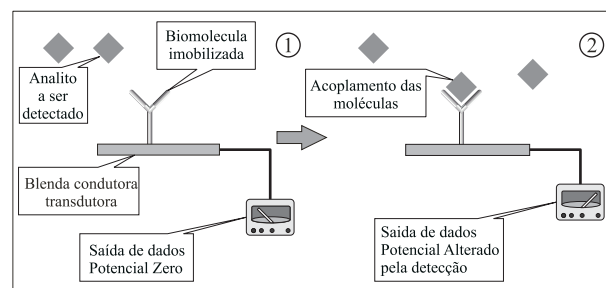 Biomolecula
imobilizada
1
Analito
a ser
detectado
Blenda condutora
transdutora
Saída de dados
Potencial Zero
2
Acoplamento das
moléculas
Saida de dados
Potencial Alterado
pela detecção